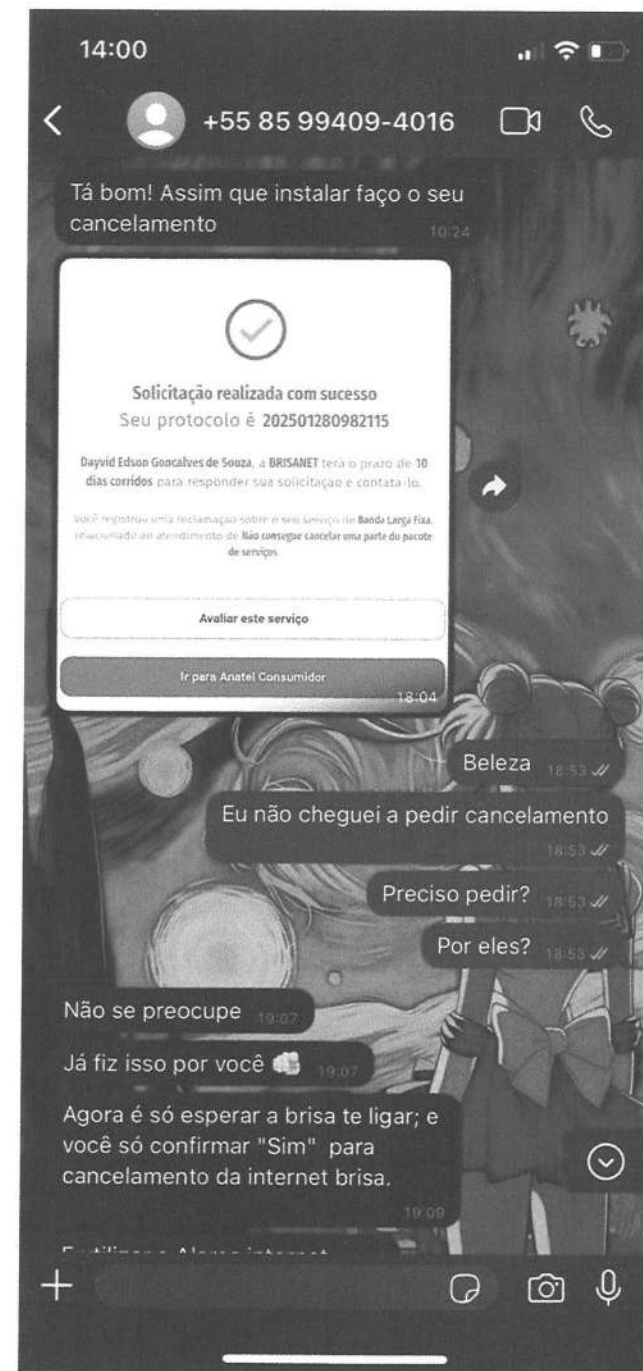 14:00
+55 85 99409-4016
Tá bom! Assim que instalar faço o seu
cancelamento
10:24
Solicitação realizada com sucesso
Seu protocolo é 202501280982115
Dayvid Edson Goncalves de Souza, a BRISANET terá o prazo de 10
dias corridos para responder sua solicitação e contatá-lo.
Você registrou uma reclamação sobre o seu serviço de Banda Larga Fixa,
relacionado ao atendimento de Não consegue cancelar uma parte do pacote
de serviços
Avaliar este serviço
Ir para Anatel Consumidor
18:04
Beleza 18:53
Eu não cheguei a pedir cancelamento
18:53
Preciso pedir? 18:53
Por eles? 18:53
Não se preocupe 19:07
Já fiz isso por você 19:07
Agora é só esperar a brisa te ligar; e
você só confirmar "Sim" para
cancelamento da internet brisa.
19:09